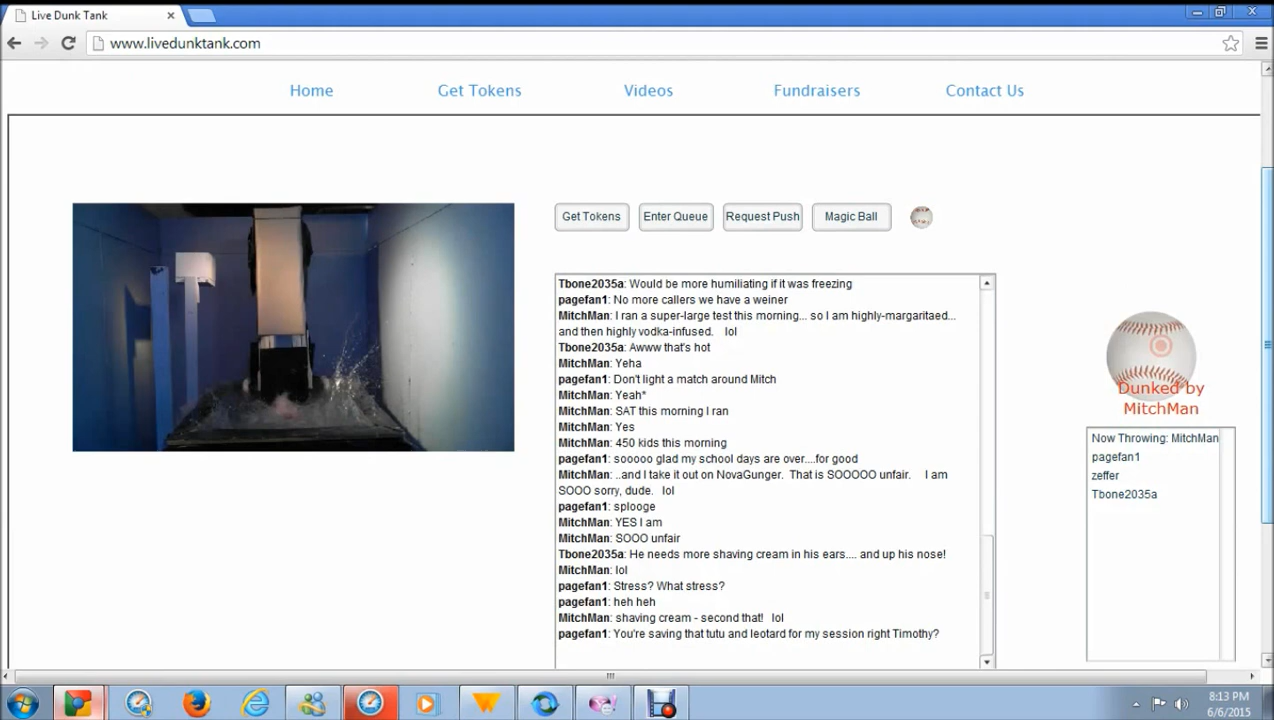 Live Dunk Tank
www.livedunktank.com
Home
Get Tokens
Videos
Fundraisers
Contact Us
Get Tokens
Enter Queue
Request Push
Magic Ball
Tbone2035a: Would be more humiliating if it was freezing
pagefan1: No more callers we have a weiner
MitchMan: I ran a super-large test this morning... so I am highly-margaritaed...
and then highly vodka-infused. lol
Tbone2035a: Awww that's hot
MitchMan: Yeha
pagefan1: Don't light a match around Mitch
MitchMan: Yeah*
MitchMan: SAT this morning I ran
MitchMan: Yes
MitchMan: 450 kids this morning
pagefan1: sooooo glad my school days are over....for good
MitchMan: ..and I take it out on NovaGunger. That is SOOOOO unfair. I am
SOOO sorry, dude. lol
pagefan1: splooge
MitchMan: YES I am
MitchMan: SOOO unfair
Tbone2035a: He needs more shaving cream in his ears.... and up his nose!
MitchMan: lol
pagefan1: Stress? What stress?
pagefan1: heh heh
MitchMan: shaving cream - second that! lol
pagefan1: You're saving that tutu and leotard for my session right Timothy?
Dunked by
MitchMan
Now Throwing: MitchMan
pagefan1
zeffer
Tbone2035a
8:13 PM
6/6/2015